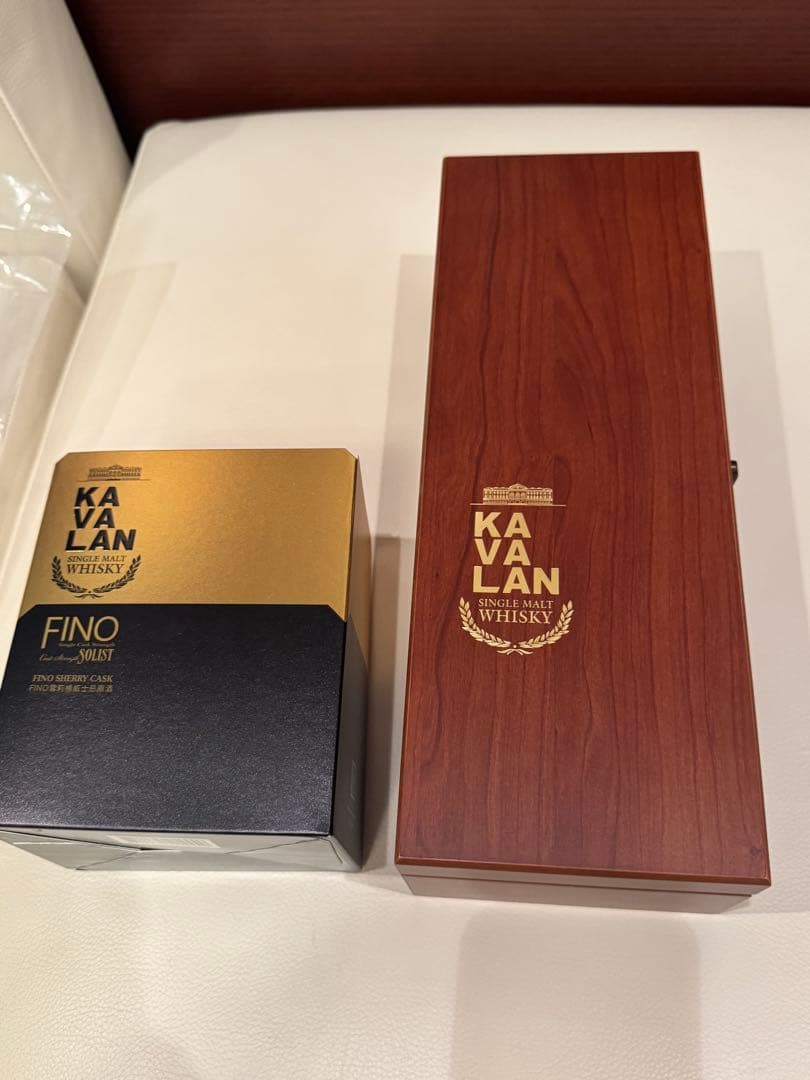 KA
VA
LAN
SINGLE MALT
WHISKY
FINO
Single Cask Strength
Cask Strength SOLIST
FINO SHERRY CASK
FINO雪莉桶威士忌原酒
KA
VA
LAN
SINGLE MALT
WHISKY